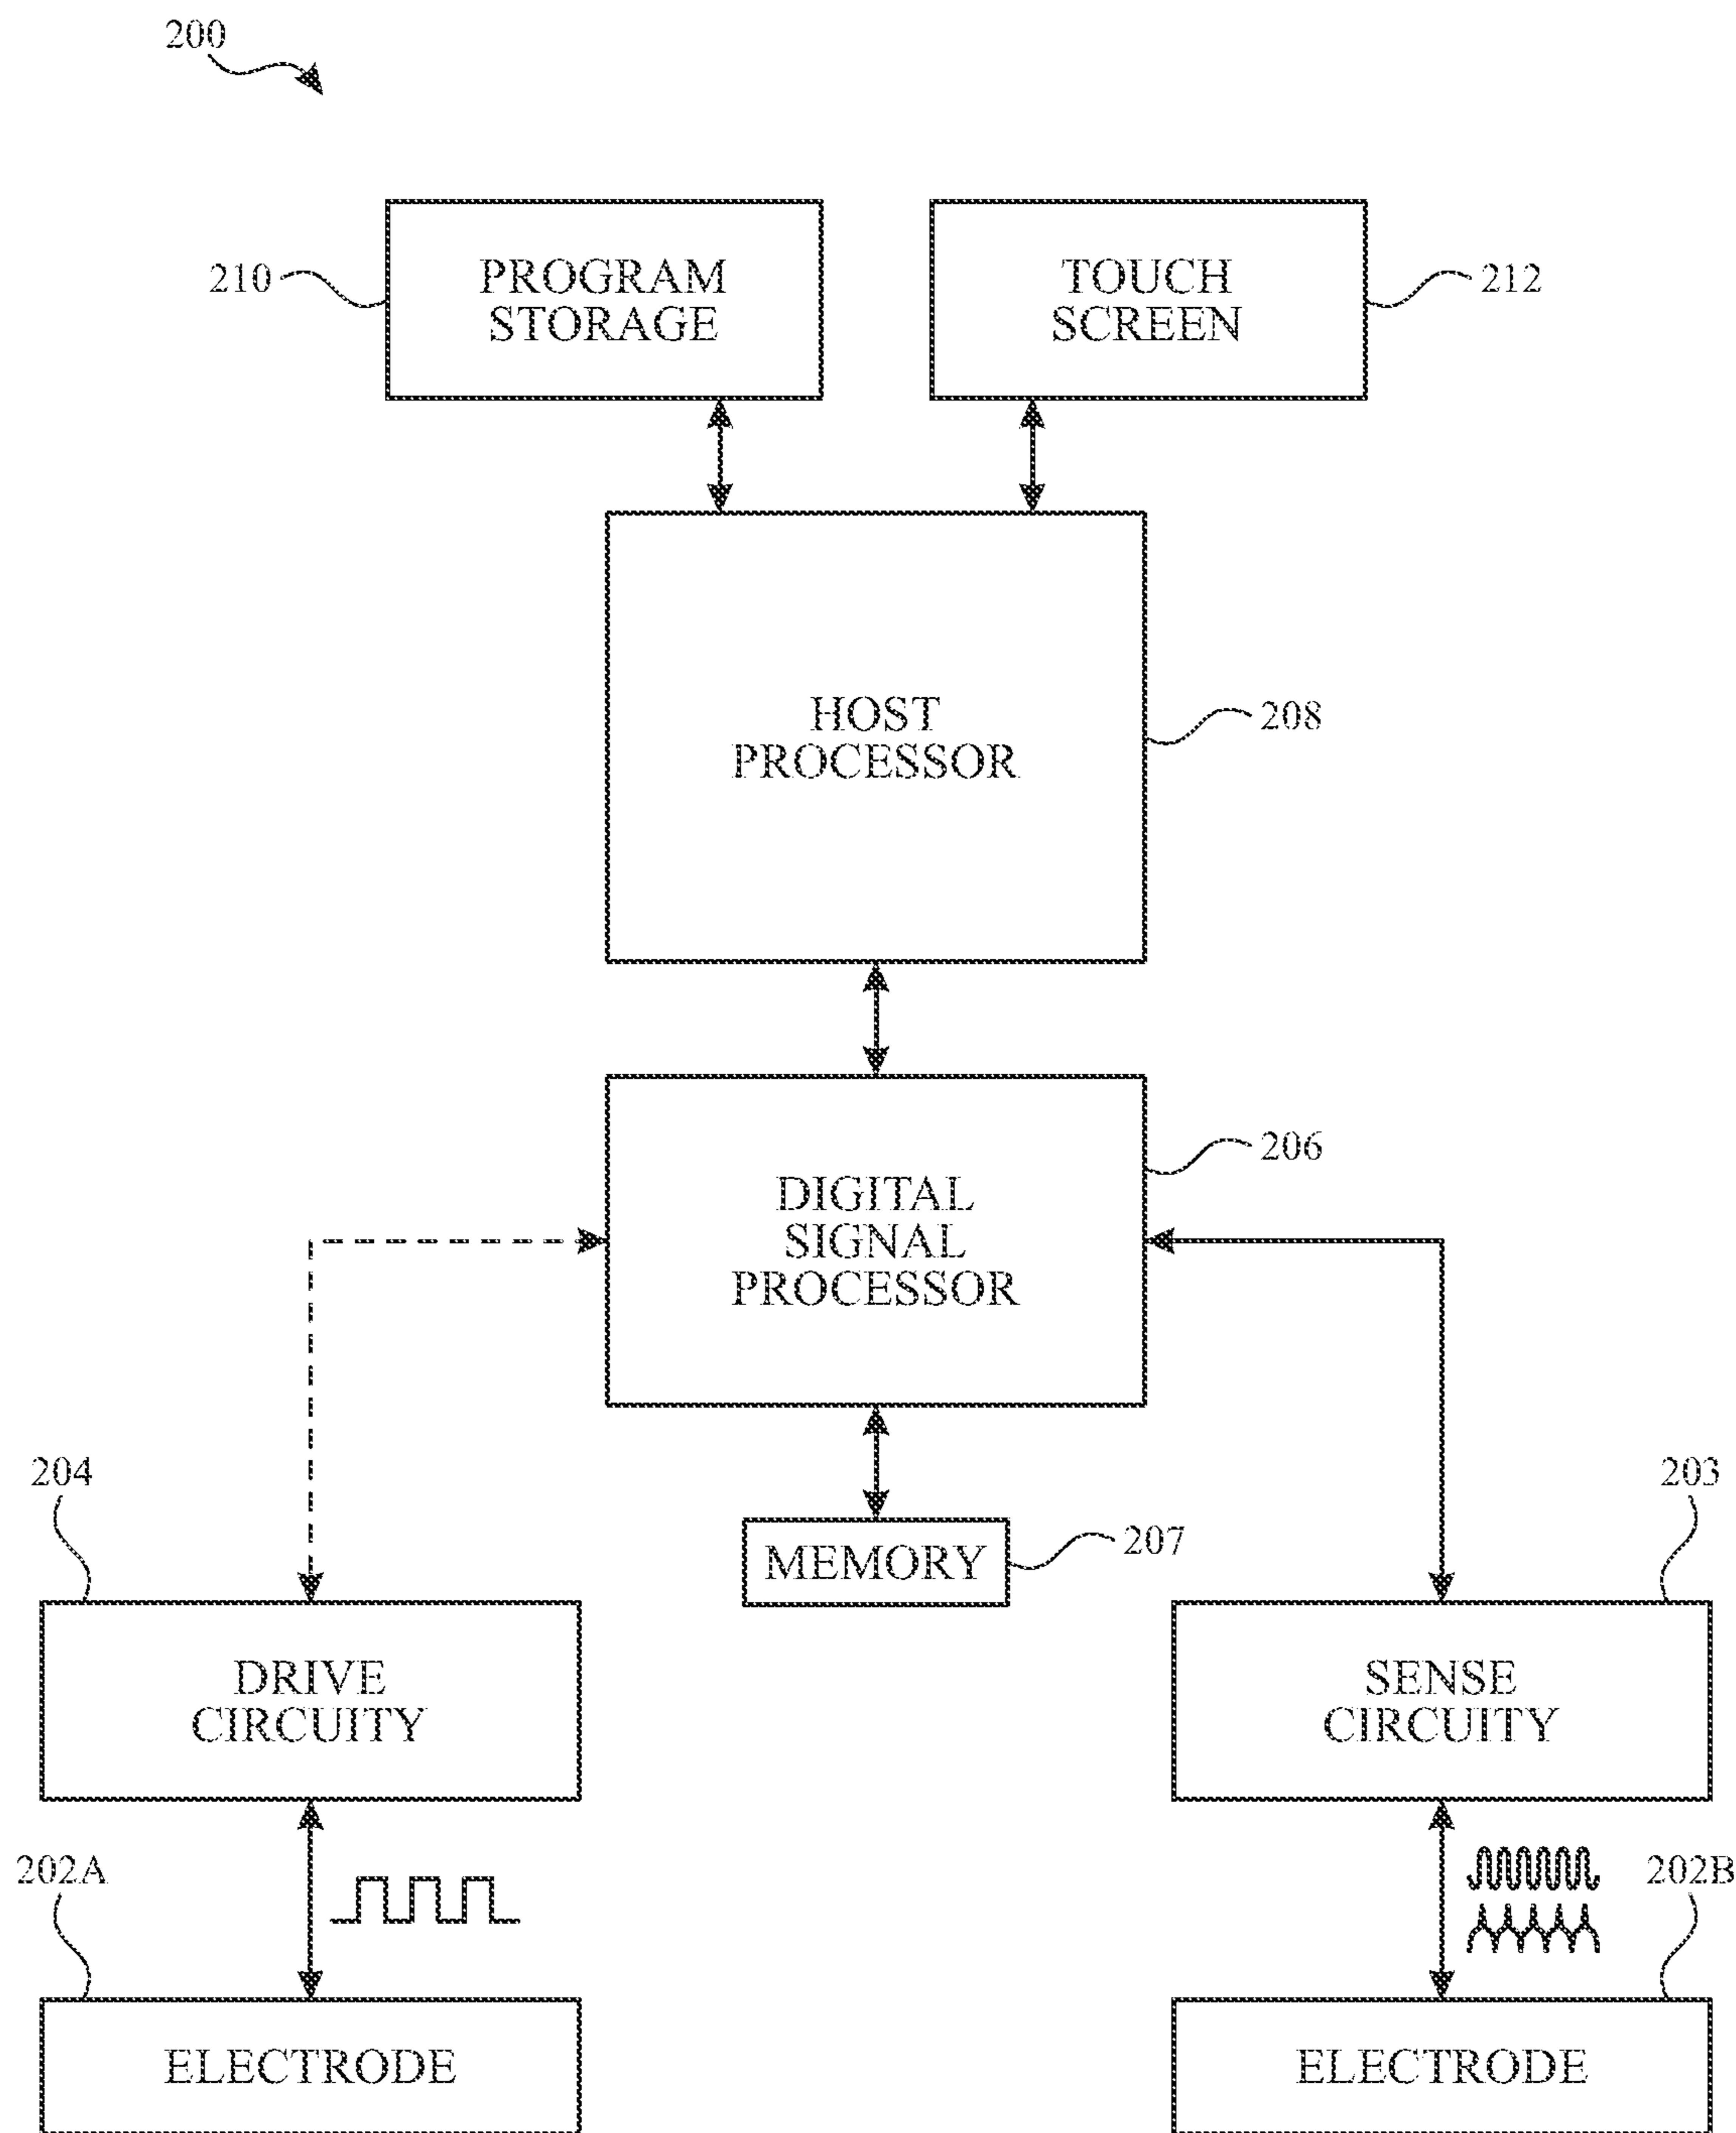 200
210
PROGRAM
STORAGE
TOUCH
SCREEN
212
HOST
PROCESSOR
208
206
DIGITAL
SIGNAL
PROCESSOR
204
203
207
MEMORY
DRIVE
CIRCUITY
SENSE
CIRCUITY
202A
202B
ELECTRODE
ELECTRODE